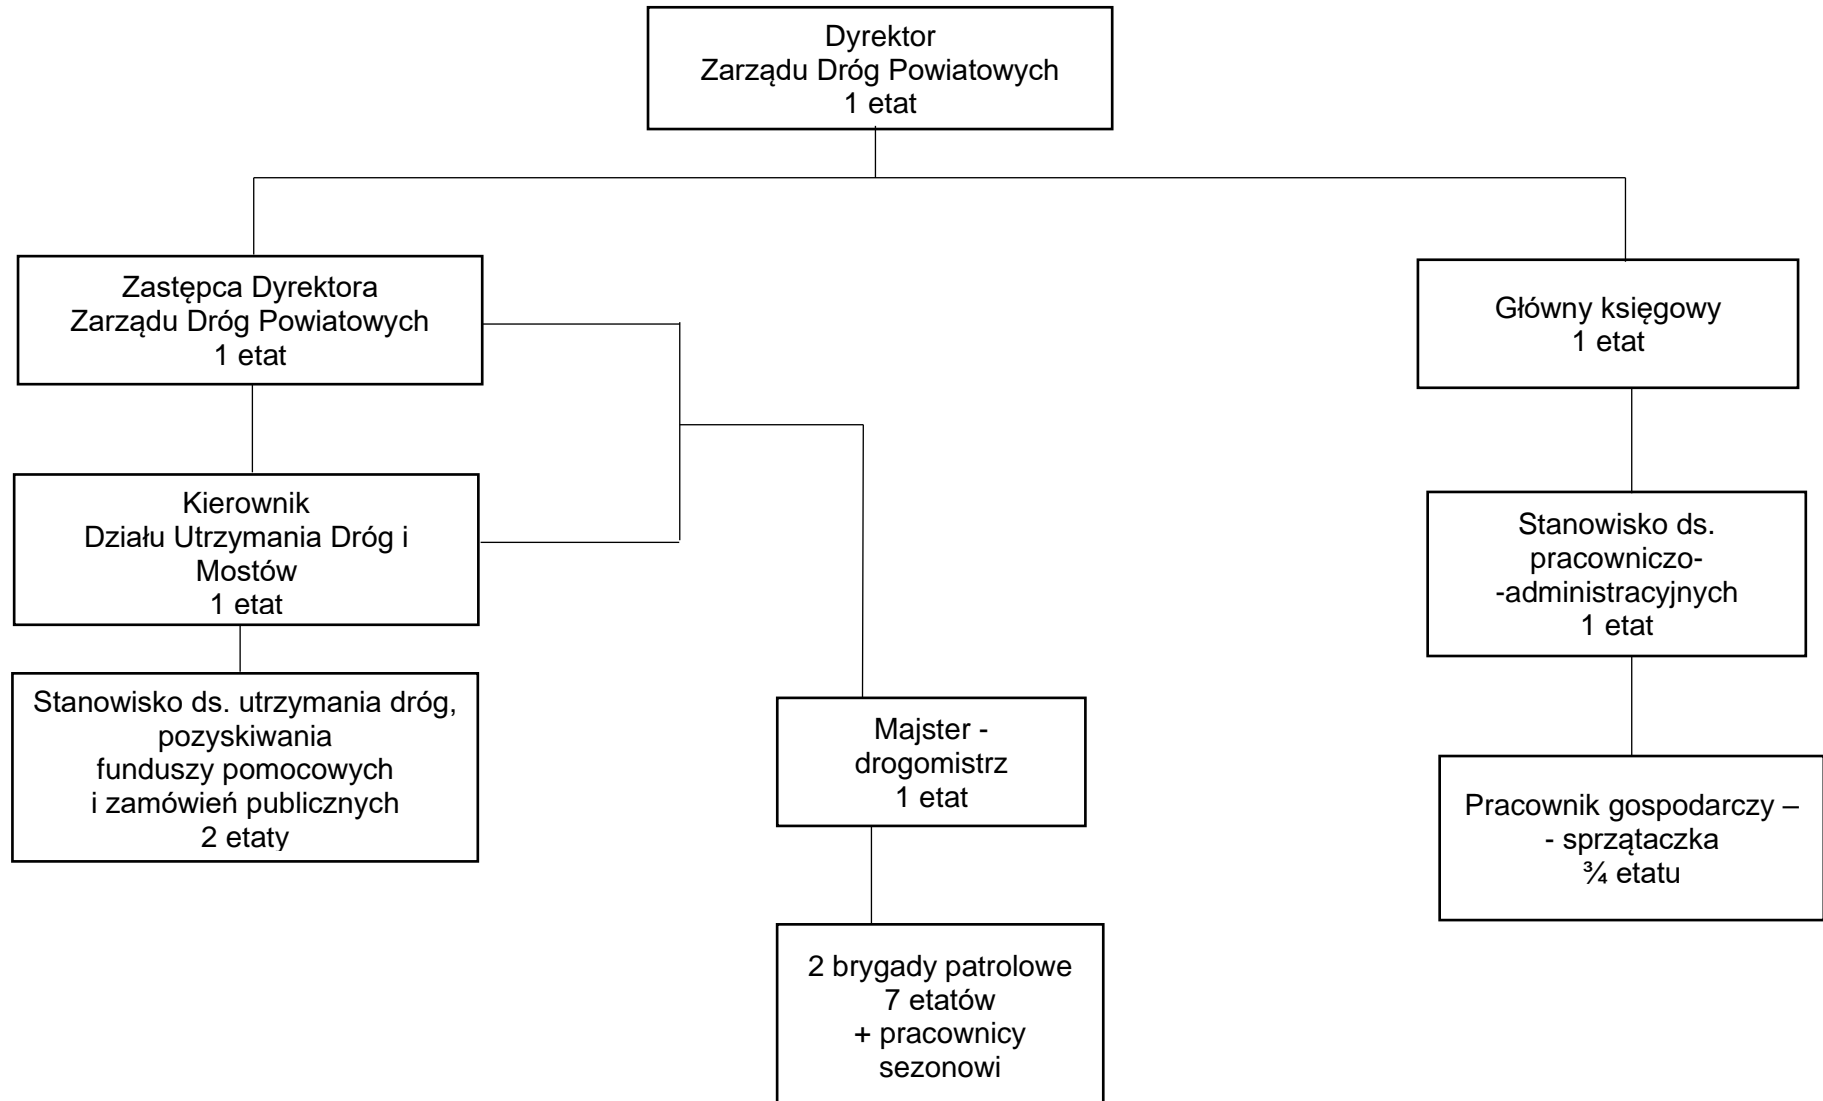 Dyrektor
Zarządu Dróg Powiatowych
1 etat
Zastępca Dyrektora
Zarządu Dróg Powiatowych
1 etat
Główny księgowy
1 etat
Kierownik
Działu Utrzymania Dróg i
Mostów
1 etat
Stanowisko ds.
pracowniczo-
-administracyjnych
1 etat
Stanowisko ds. utrzymania dróg,
pozyskiwania
funduszy pomocowych
i zamówień publicznych
2 etaty
Majster -
drogomistrz
1 etat
Pracownik gospodarczy –
- sprzątaczka
¾ etatu
2 brygady patrolowe
7 etatów
+ pracownicy
sezonowi